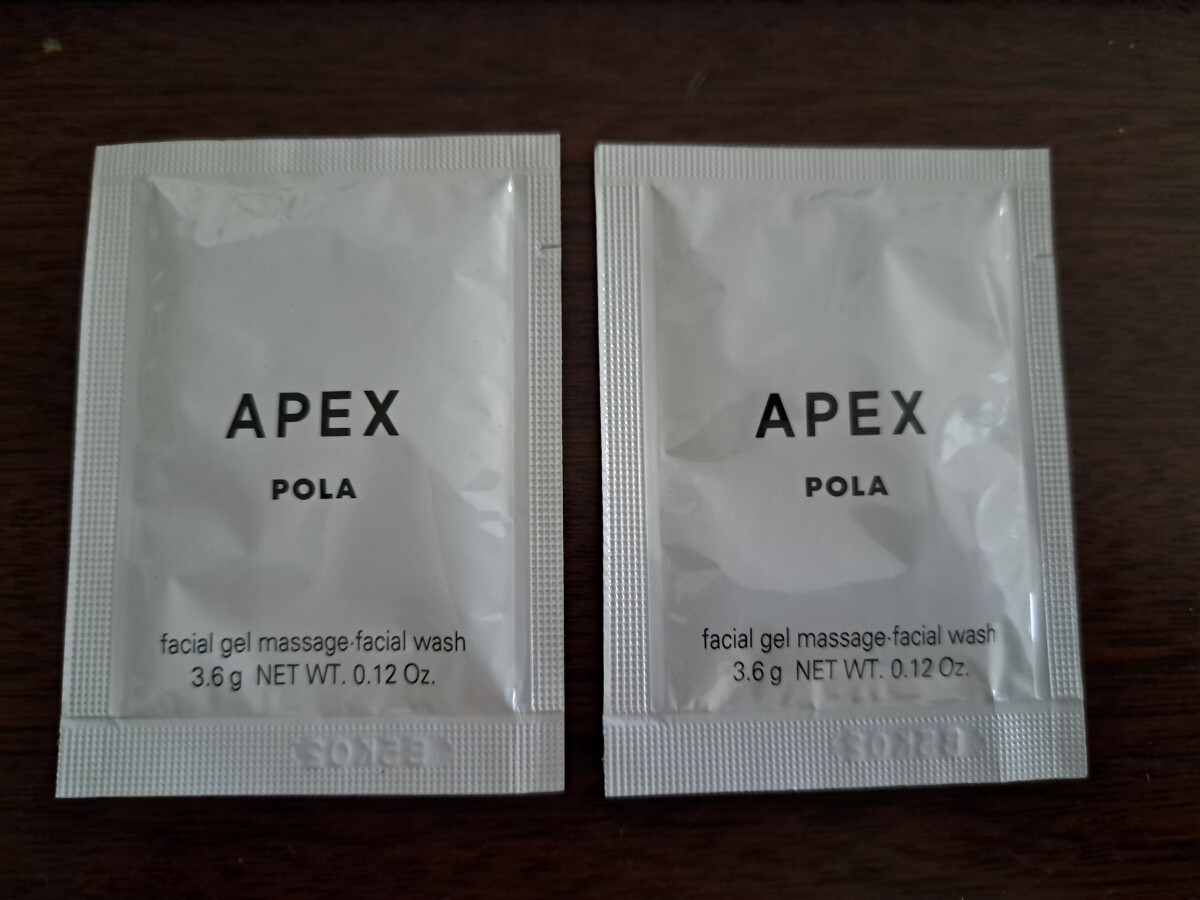 APEX
POLA
facial gel massage·facial wash
3.6 g NET WT. 0.12 Oz.
APEX
POLA
facial gel massage·facial wash
3.6 g NET WT. 0.12 Oz.